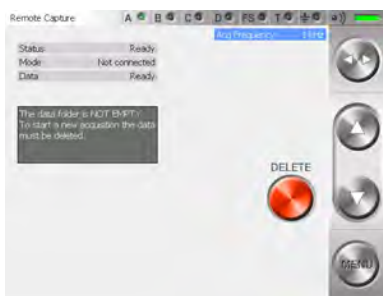 Remote Capture A B C D FS T
Acq Frequency: 1 kHz
Status Ready
Mode Not connected
Data Ready
The data folder is NOT EMPTY.
To start a new acquisition the data
must be deleted.
DELETE
MENU